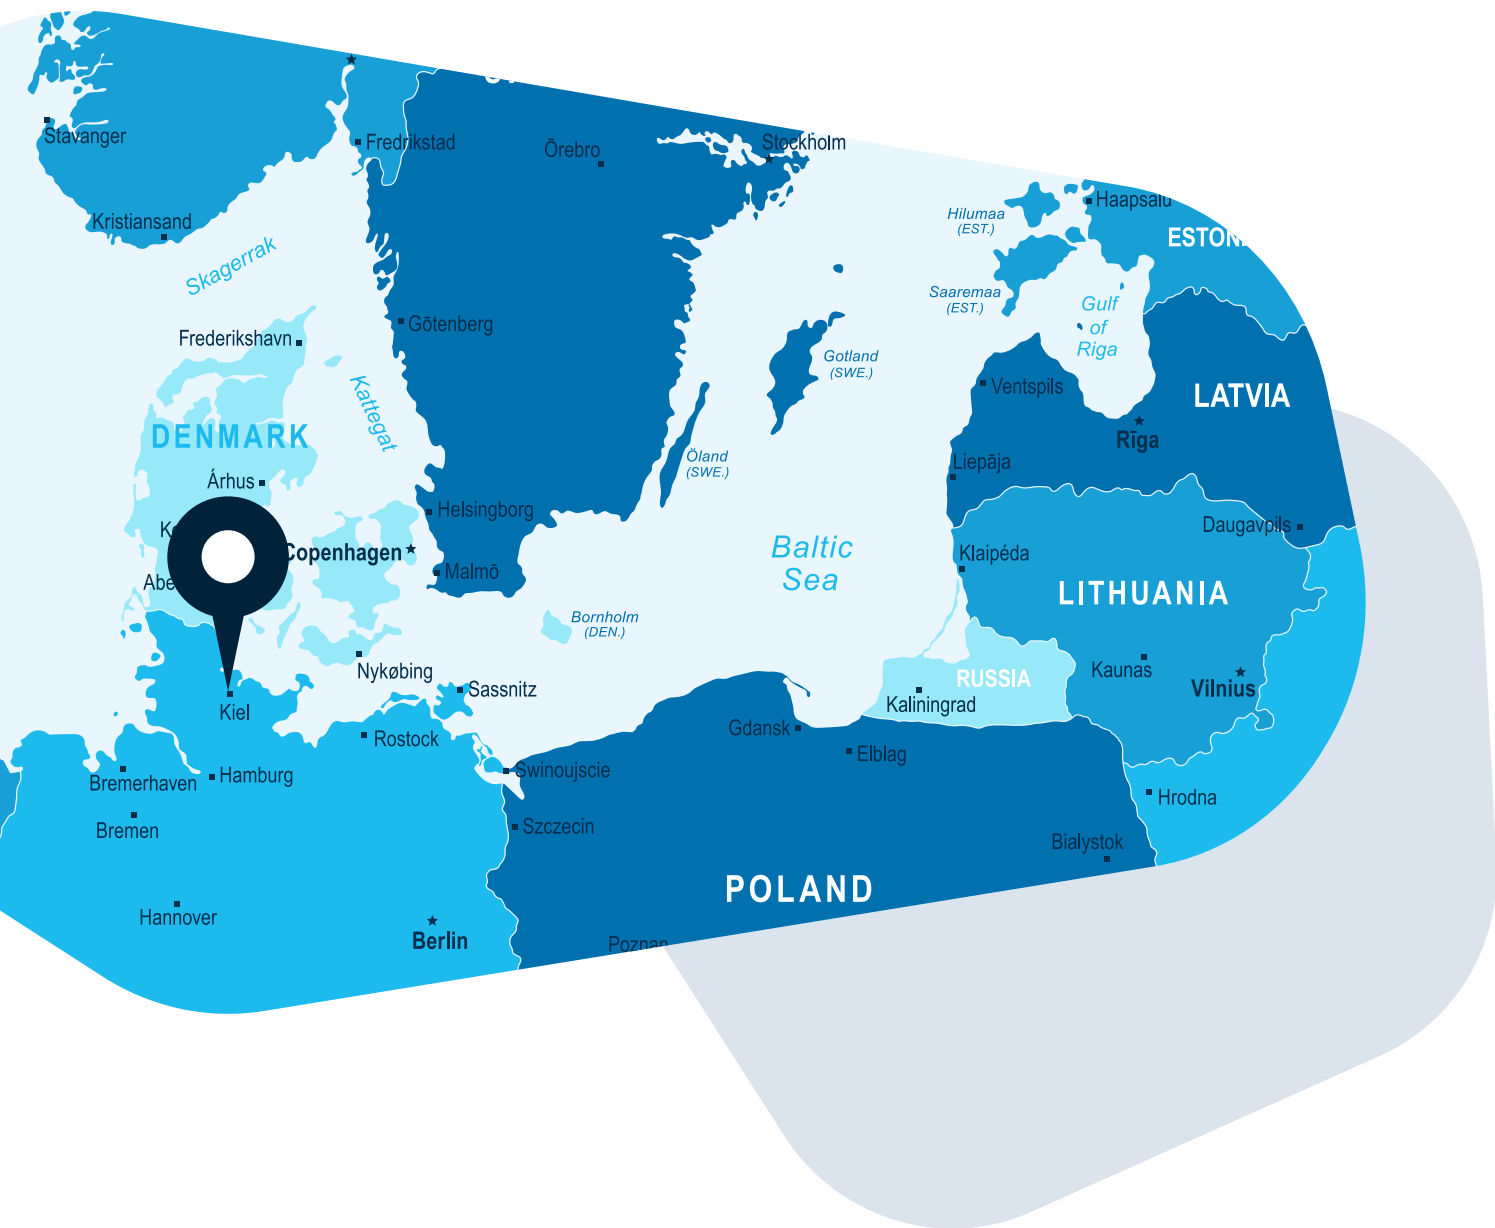 Stavanger
Fredrikstad
Örebro
Stockholm
Kristiansand
Skagerrak
Hilumaa
(EST.)
Haapsalu
Saaremaa
(EST.)
Gulf
of
Riga
Frederikshavn
Götenberg
Kattegat
Gotland
(SWE.)
Ventspils
LATVIA
DENMARK
Rīga
Öland
(SWE.)
Liepāja
Århus
Helsingborg
Daugavpils
Copenhagen
Baltic
Sea
Klaipéda
Malmö
LITHUANIA
Bornholm
(DEN.)
Nykøbing
Kaunas
RUSSIA
Vilnius
Sassnitz
Kaliningrad
Kiel
Gdansk
Rostock
Elblag
Swinoujscie
Bremerhaven
Hamburg
Hrodna
Bremen
Szczecin
Bialystok
POLAND
Hannover
Berlin
Poznan